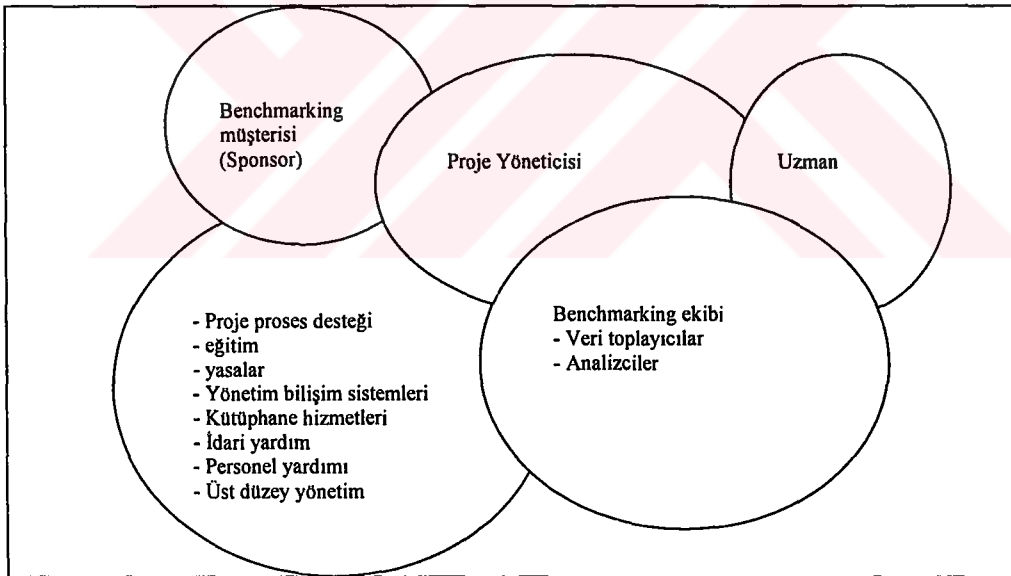 Benchmarking
müşterisi
(Sponsor)
Proje Yöneticisi
Uzman
- Proje proses desteği
- eğitim
- yasalar
- Yönetim bilişim sistemleri
- Kütüphane hizmetleri
- İdari yardım
- Personel yardımı
- Üst düzey yönetim
Benchmarking ekibi
- Veri toplayıcılar
- Analizciler